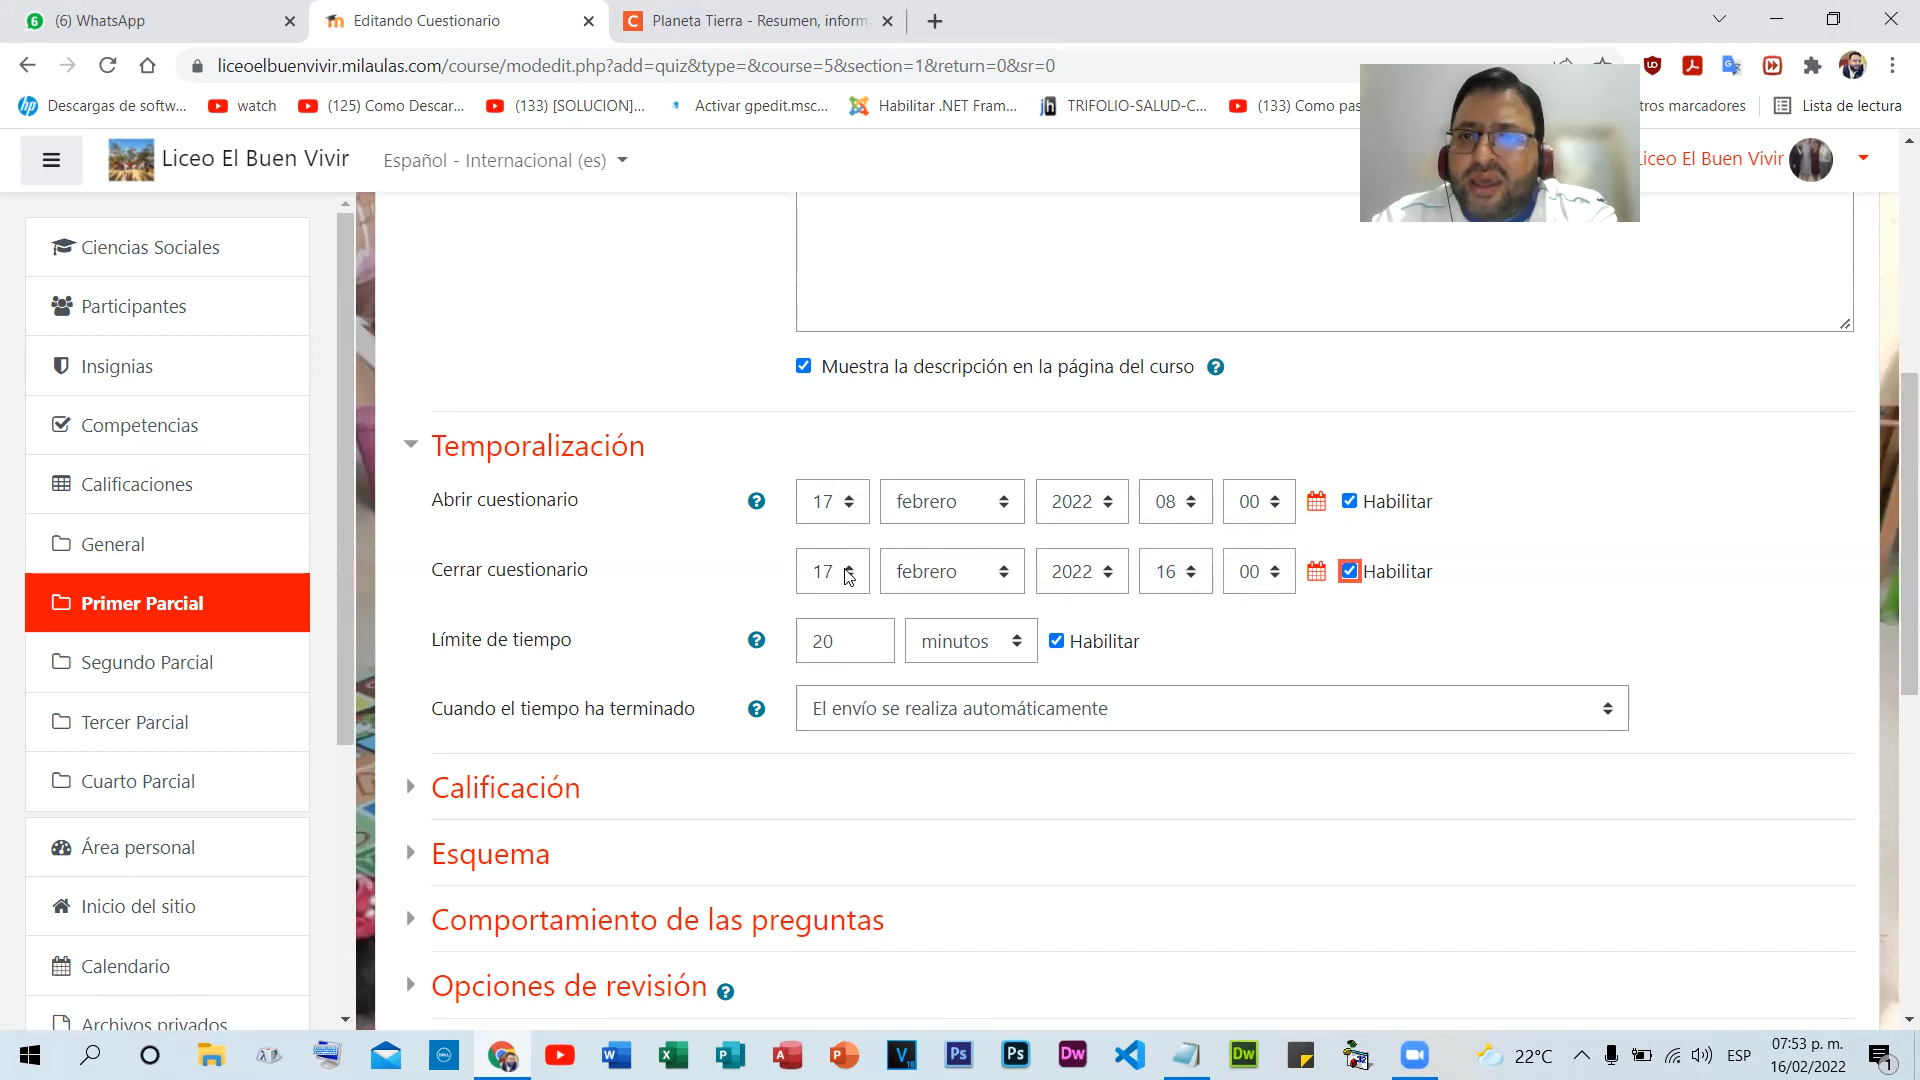 (6) WhatsApp
Editando Cuestionario
Planeta Tierra - Resumen, inform
liceoelbuenvivir.milaulas.com/course/modedit.php?add=quiz&type=&course=5&section=1&return=0&sr=0
Descargas de softw...
watch
(125) Como Descar...
(133) [SOLUCION]...
Activar gpedit.msc...
Habilitar .NET Fram...
TRIFOLIO-SALUD-C...
(133) Como pas
tros marcadores
Lista de lectura
Liceo El Buen Vivir
Español - Internacional (es)
Liceo El Buen Vivir
Ciencias Sociales
Participantes
Insignias
Competencias
Calificaciones
General
Primer Parcial
Segundo Parcial
Tercer Parcial
Cuarto Parcial
Área personal
Inicio del sitio
Calendario
Archivos privados
Muestra la descripción en la página del curso
Temporalización
Abrir cuestionario 17 febrero 2022 08 00 Habilitar
Cerrar cuestionario 17 febrero 2022 16 00 Habilitar
Límite de tiempo 20 minutos Habilitar
Cuando el tiempo ha terminado El envío se realiza automáticamente
Calificación
Esquema
Comportamiento de las preguntas
Opciones de revisión
22°C
ESP
07:53 p. m.
16/02/2022
1